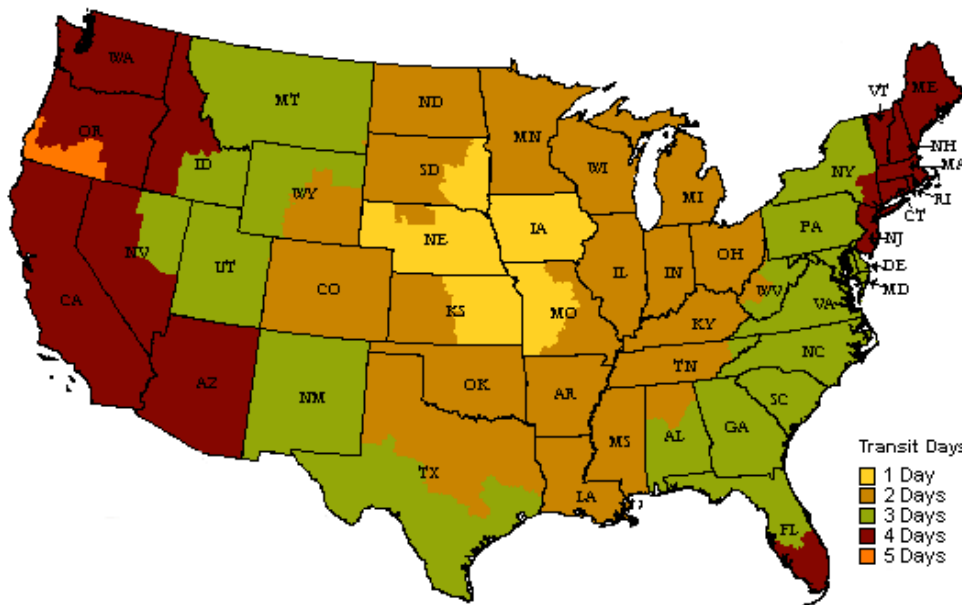 WA
MT
ND
MN
VT
ME
OR
ID
SD
WI
MI
NY
NH
MA
RI
CT
WY
NE
IA
PA
NJ
NV
UT
CO
IL
IN
OH
WV
DE
MD
VA
CA
KS
MO
KY
NC
AZ
NM
OK
AR
TN
SC
TX
LA
MS
AL
GA
FL
Transit Days
1 Day
2 Days
3 Days
4 Days
5 Days